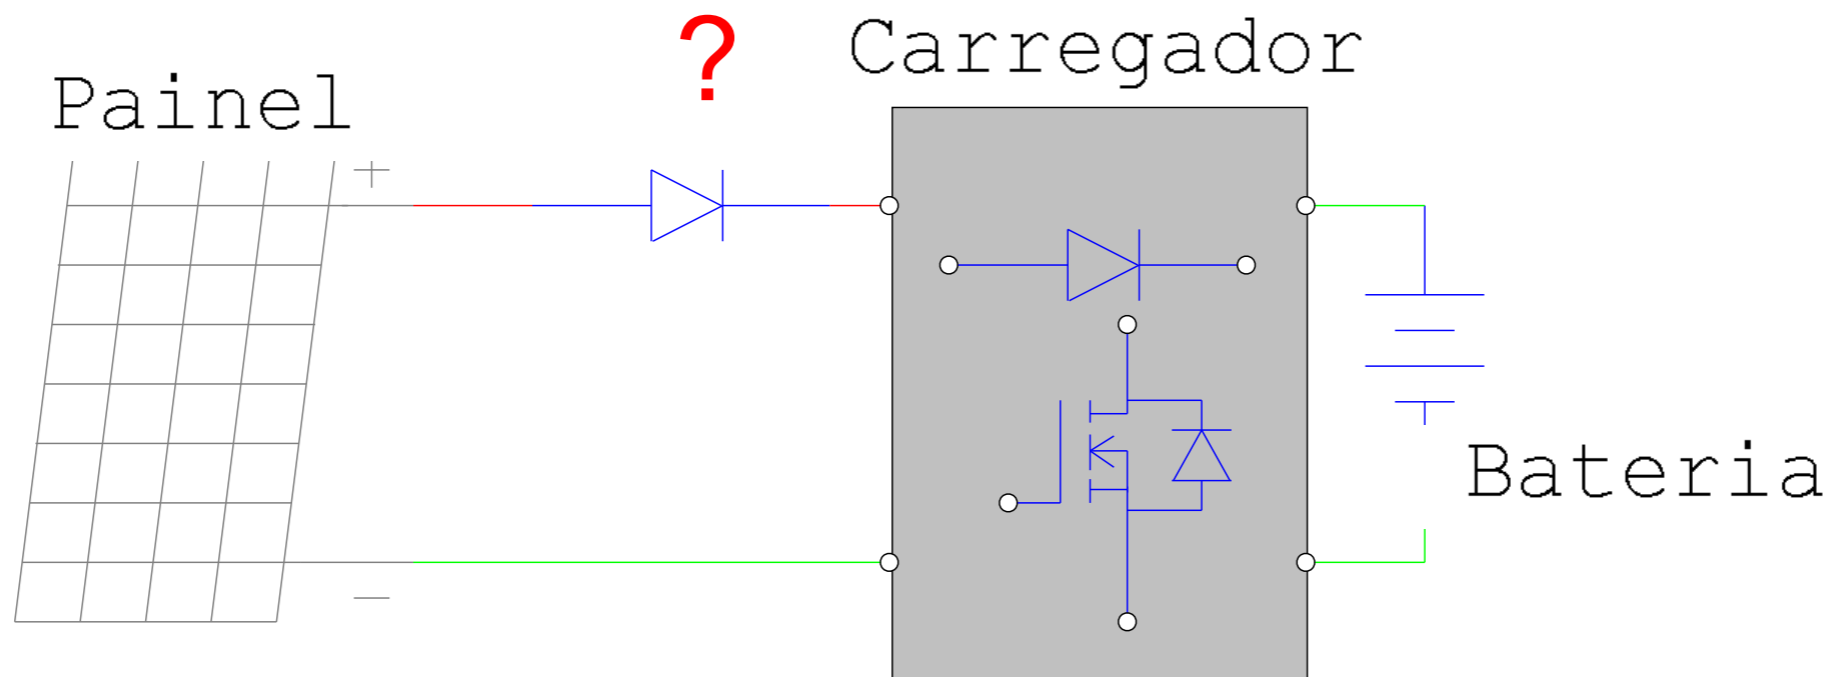 ?
Carregador
Painel
+
Bateria
−